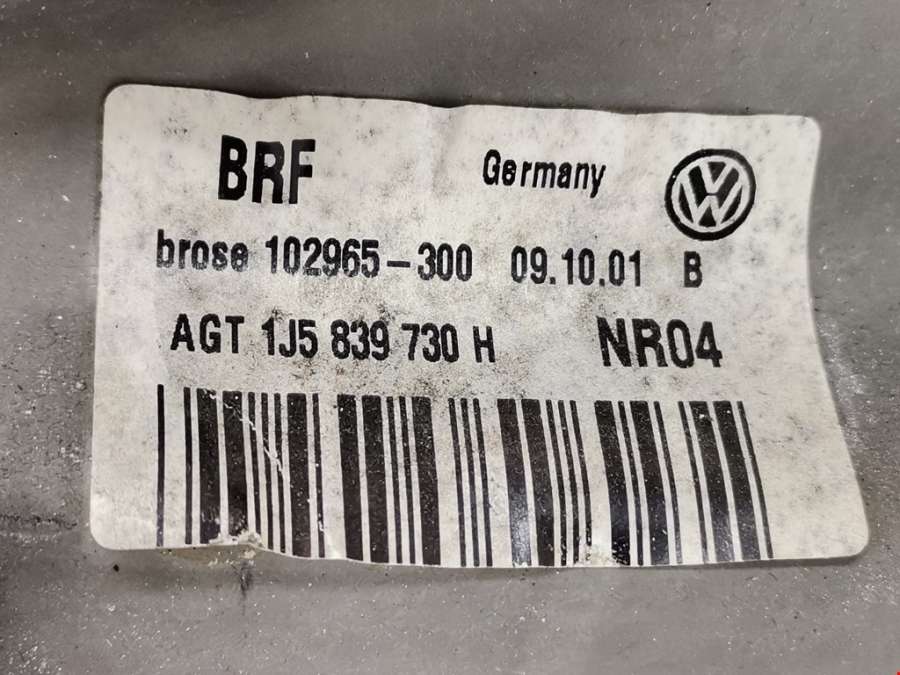 BRF Germany
brose 102965-300 09.10.01 B
AGT 1J5 839 730 H NR04